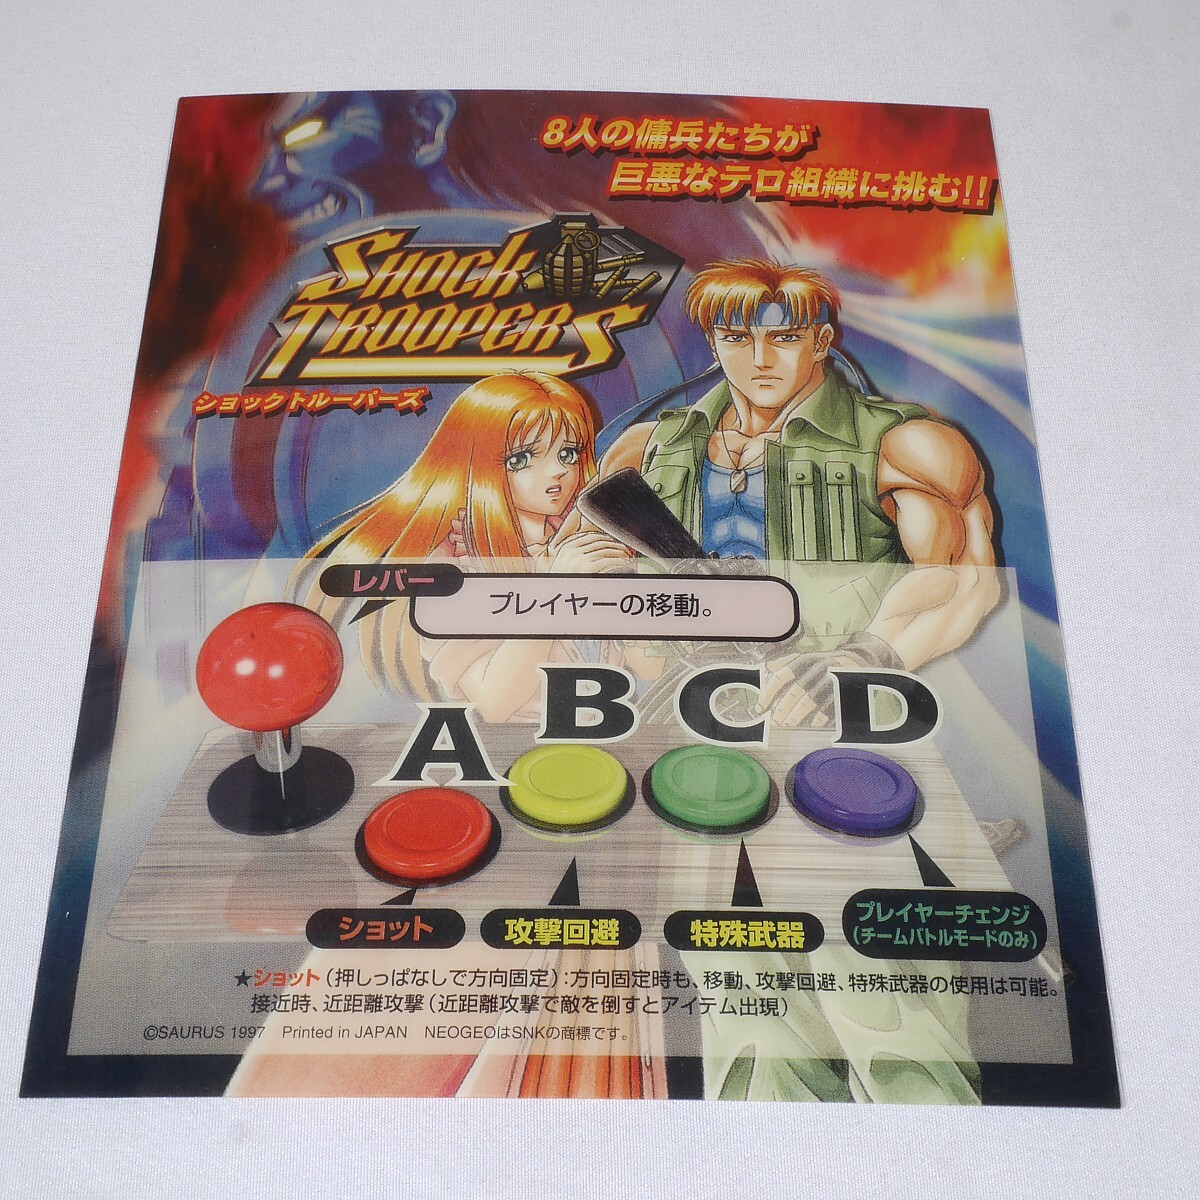 8人の傭兵たちが
巨悪なテロ組織に挑む!!
SHOCK
TROOPERS
ショックトルーパーズ
レバー
プレイヤーの移動。
A
B
C
D
ショット
攻撃回避
特殊武器
プレイヤーチェンジ
(チームバトルモードのみ)
★ショット(押しっぱなしで方向固定):方向固定時も、移動、攻撃回避、特殊武器の使用は可能。
接近時、近距離攻撃(近距離攻撃で敵を倒すとアイテム出現)
©SAURUS 1997 Printed in JAPAN NEOGEOはSNKの商標です。